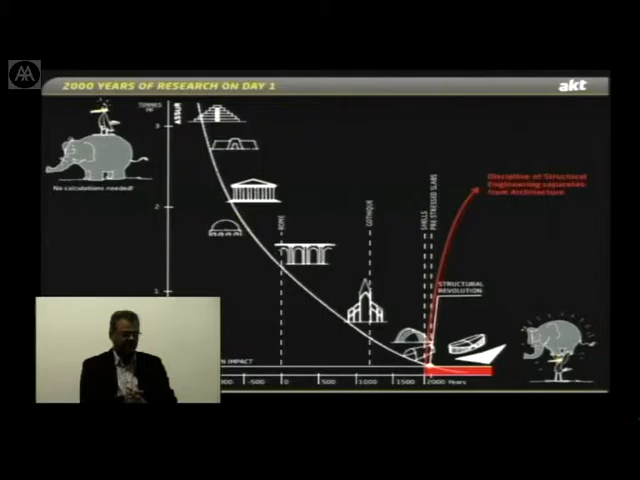 AA
2000 YEARS OF RESEARCH ON DAY 1
akt
TONNES
ASSUR
3
No calculations needed!
2
1
ROME
GOTHIQUE
SHELLS
PRE STRESSED SLABS
Discipline of Structural
Engineering separates
from Architecture
STRUCTURAL
REVOLUTION
IMPACT
-500
0
500
1000
1500
2000 Years